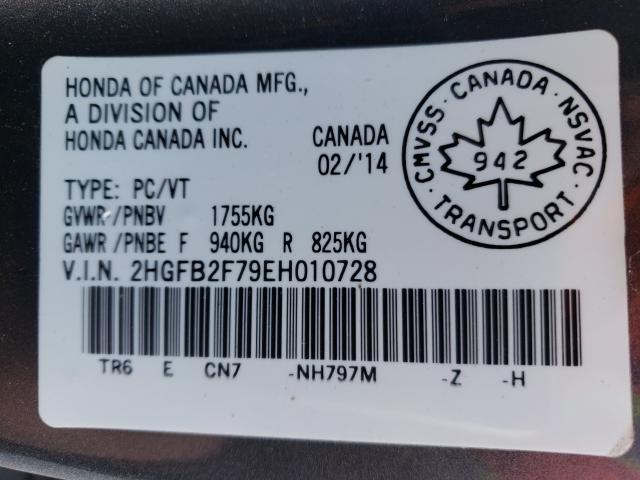 HONDA OF CANADA MFG.,
A DIVISION OF
HONDA CANADA INC.
CANADA
02/'14
TYPE: PC/VT
GVWR/PNBV 1755KG
GAWR/PNBE F 940KG R 825KG
V.I.N. 2HGFB2F79EH010728
TR6 E CN7 -NH797M -Z -H
CMVSS · CANADA · NSVAC
942
TRANSPORT